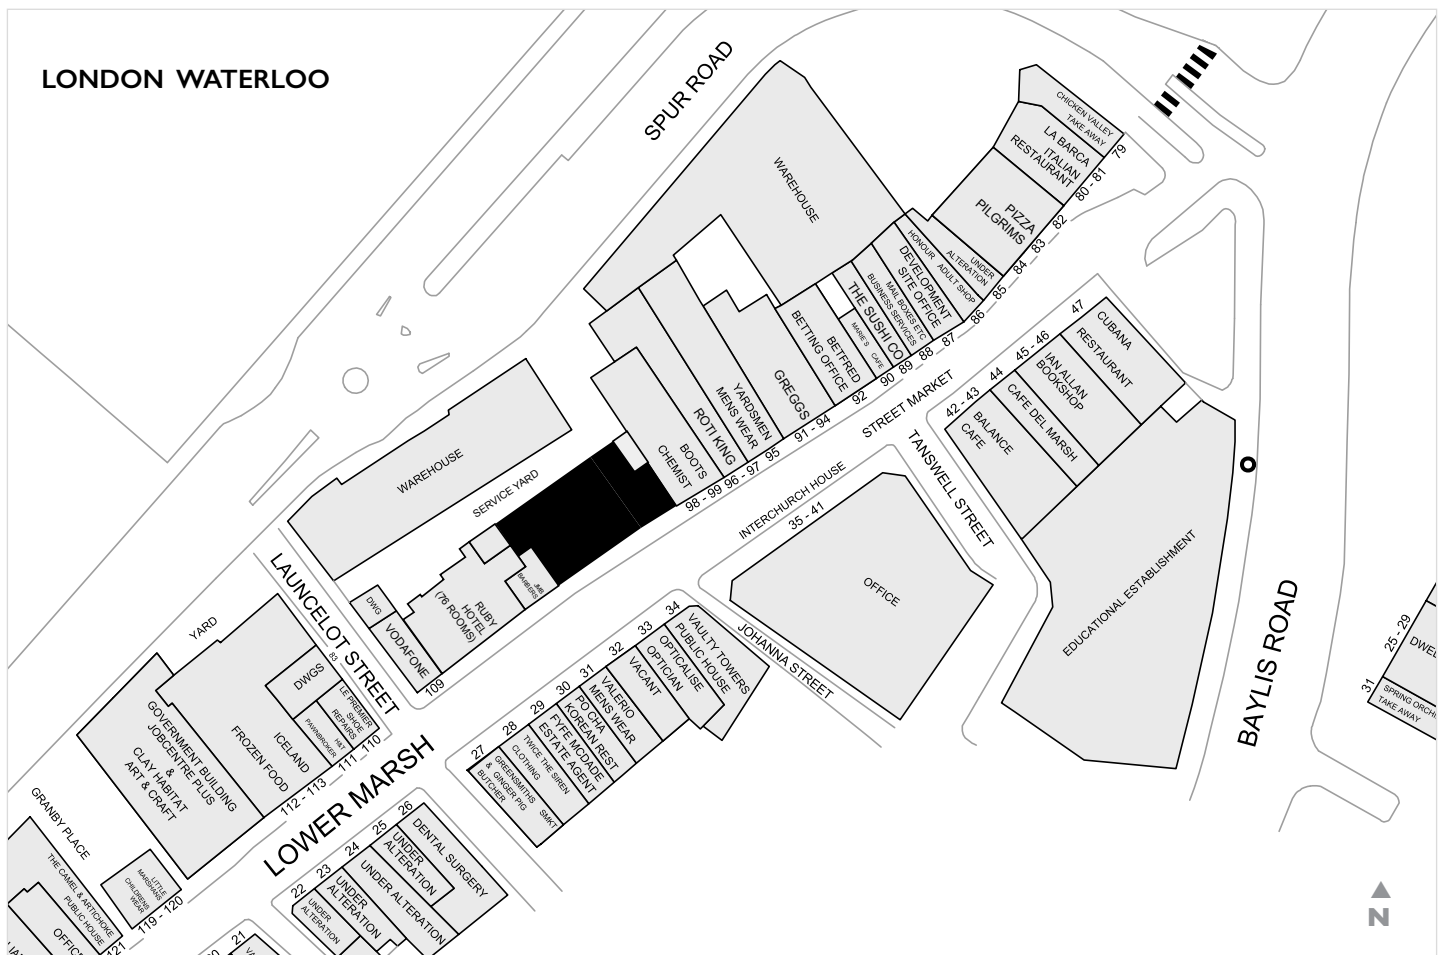 LONDON WATERLOO
SPUR ROAD
CHICKEN VALLEY
TAKE AWAY
79
LA BARCA
ITALIAN
RESTAURANT
80 - 81
PIZZA
PILGRIMS
82
83
84
UNDER
ALTERATION
85
HONOUR ADULT SHOP
86
DEVELOPMENT
SITE OFFICE
87
MAIL BOXES ETC
BUSINESS SERVICES
88
THE SUSHI CO
89
MARIE'S CAFE
90
BETFRED
BETTING OFFICE
92
GREGGS
91 - 94
YARDSMEN
MENS WEAR
95
ROTI KING
96 - 97
BOOTS
CHEMIST
98 - 99
WAREHOUSE
WAREHOUSE
SERVICE YARD
STREET MARKET
47
CUBANA
RESTAURANT
45 - 46
IAN ALLAN
BOOKSHOP
44
CAFE DEL MARSH
42 - 43
BALANCE
CAFE
TANSWELL STREET
INTERCHURCH HOUSE
35 - 41
OFFICE
EDUCATIONAL ESTABLISHMENT
BAYLIS ROAD
25 - 29
DWEL
31
SPRING ORCHI
TAKE AWAY
JMB
BARBERS
RUBY
HOTEL
(76 ROOMS)
DWG
VODAFONE
109
LAUNCELOT STREET
YARD
83
DWGS
LE PREMIER
SHOE
REPAIRS
110
H&T
PAWNBROKER
111
ICELAND
FROZEN FOOD
112 - 113
GOVERNMENT BUILDING
JOBCENTRE PLUS
&
CLAY HABITAT
ART & CRAFT
LOWER MARSH
GRANBY PLACE
LITTLE
MARSHANS
CHILDRENS
WEAR
119 - 120
THE CAMEL & ARTICHOKE
PUBLIC HOUSE
121
OFFIC
JOHANNA STREET
34
VAULTY TOWERS
PUBLIC HOUSE
33
OPTICALISE
OPTICIAN
32
VACANT
31
VALERIO
MENS WEAR
30
PO CHA
KOREAN REST
29
FYFE MCDADE
ESTATE AGENT
28
TWICE THE SIREN
CLOTHING
27
GREENSMITHS SMKT
& GINGER PIG
BUTCHER
26
DENTAL SURGERY
25
UNDER
ALTERATION
24
UNDER ALTERATION
23
UNDER
ALTERATION
22
UNDER
ALTERATION
21
N